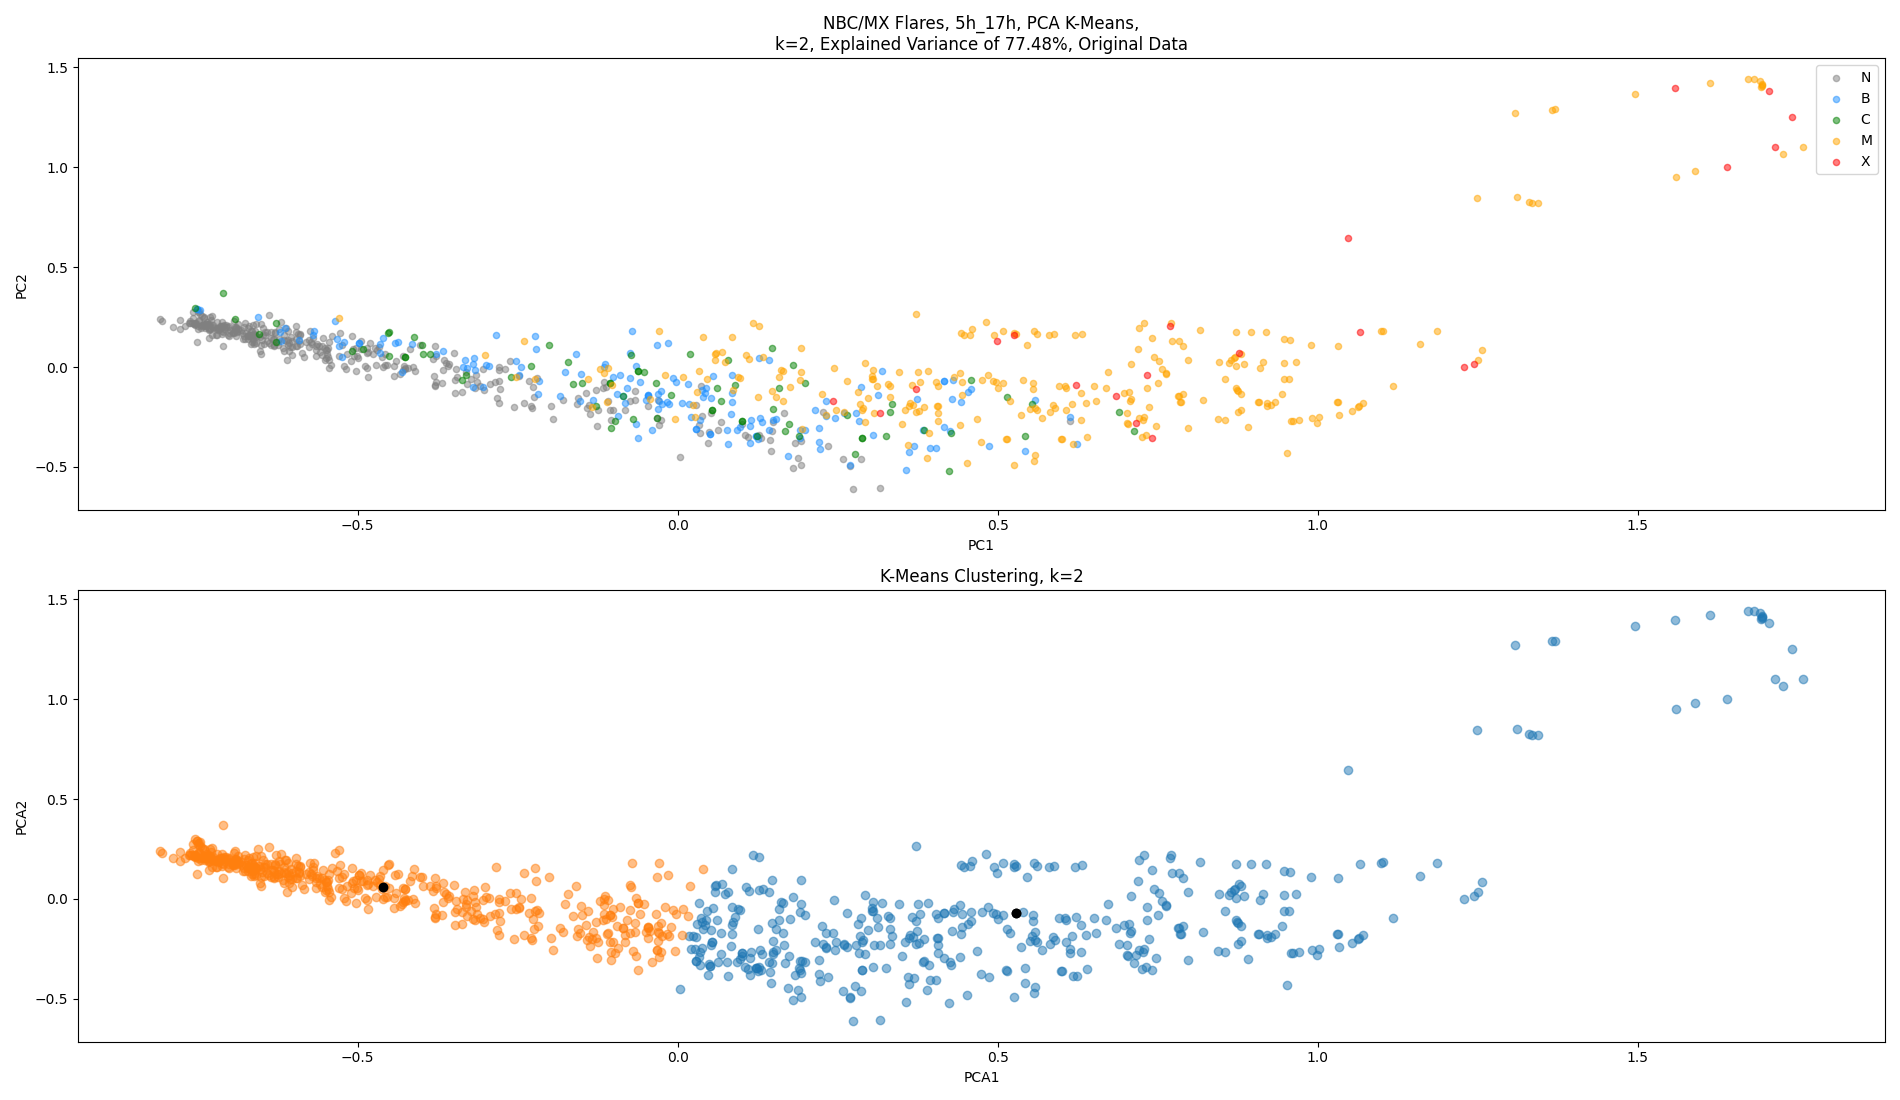 NBC/MX Flares, 5h_17h, PCA K-Means,
k=2, Explained Variance of 77.48%, Original Data
1.5
1.0
0.5
0.0
−0.5
PC2
N
B
C
M
X
−0.5
0.0
0.5
1.0
1.5
PC1
K-Means Clustering, k=2
1.5
1.0
0.5
0.0
−0.5
PCA2
−0.5
0.0
0.5
1.0
1.5
PCA1